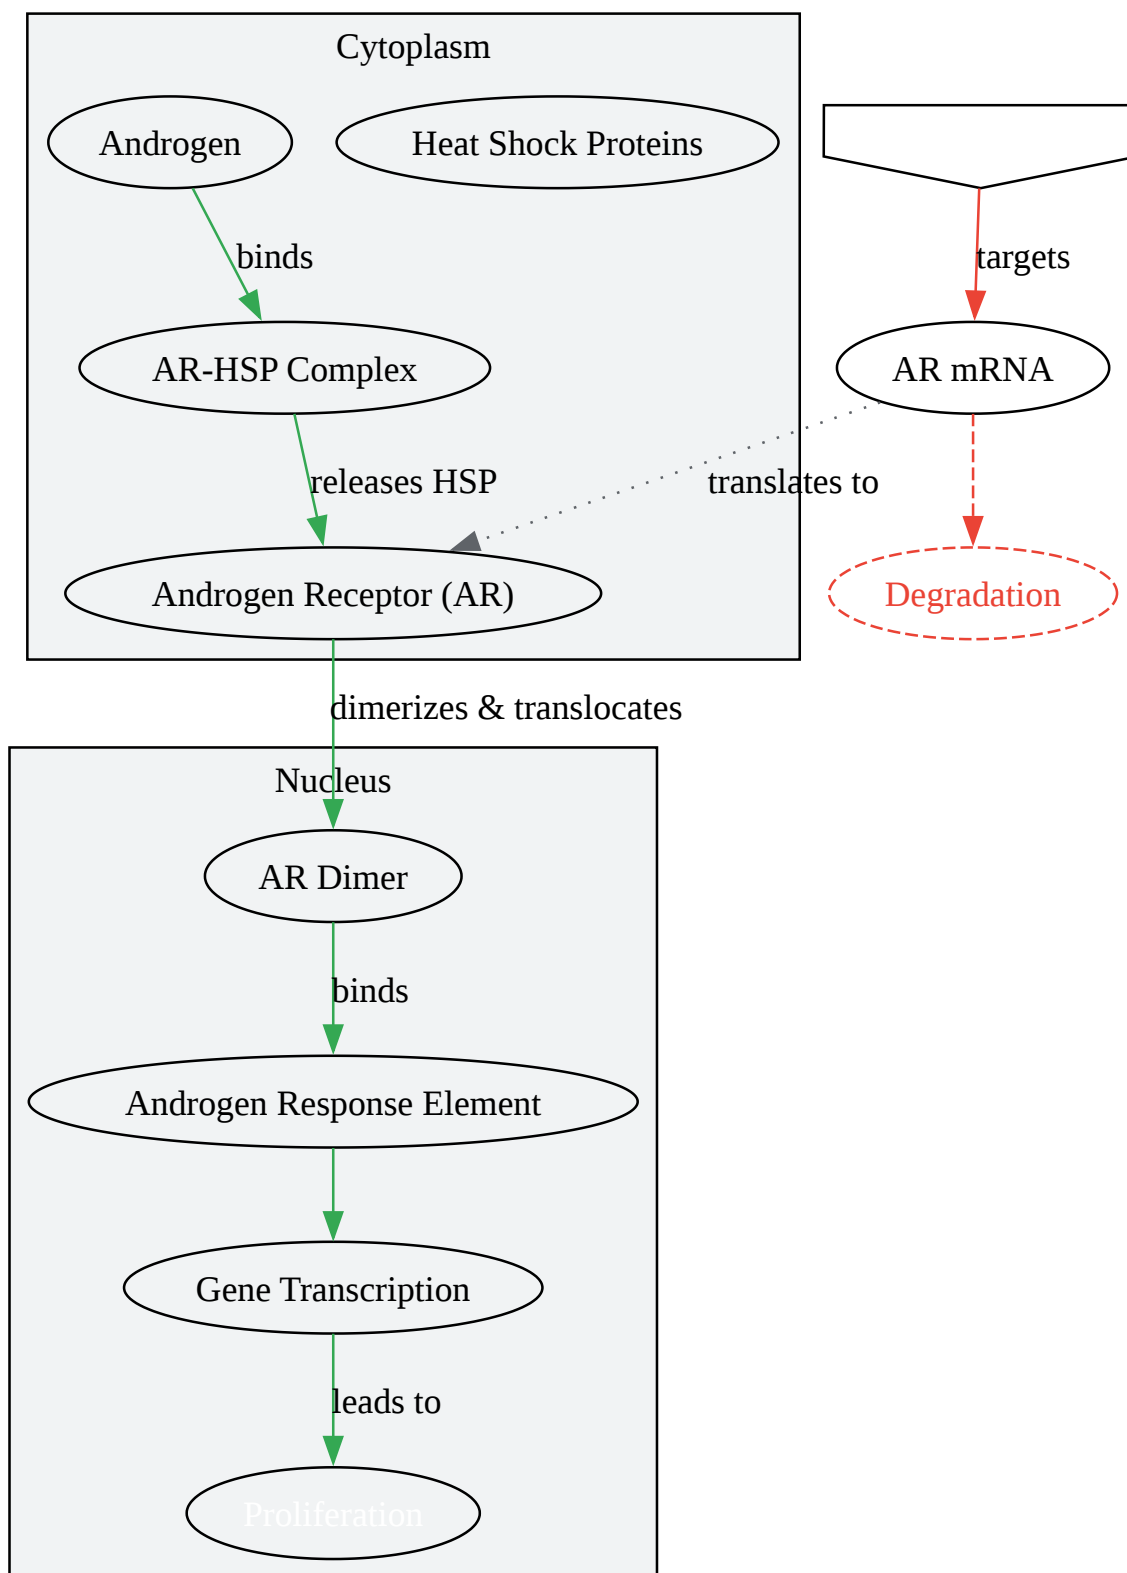 Cytoplasm
Androgen
Heat Shock Proteins
binds
targets
AR-HSP Complex
AR mRNA
releases HSP
translates to
Androgen Receptor (AR)
Degradation
dimerizes & translocates
Nucleus
AR Dimer
binds
Androgen Response Element
Gene Transcription
leads to
Proliferation